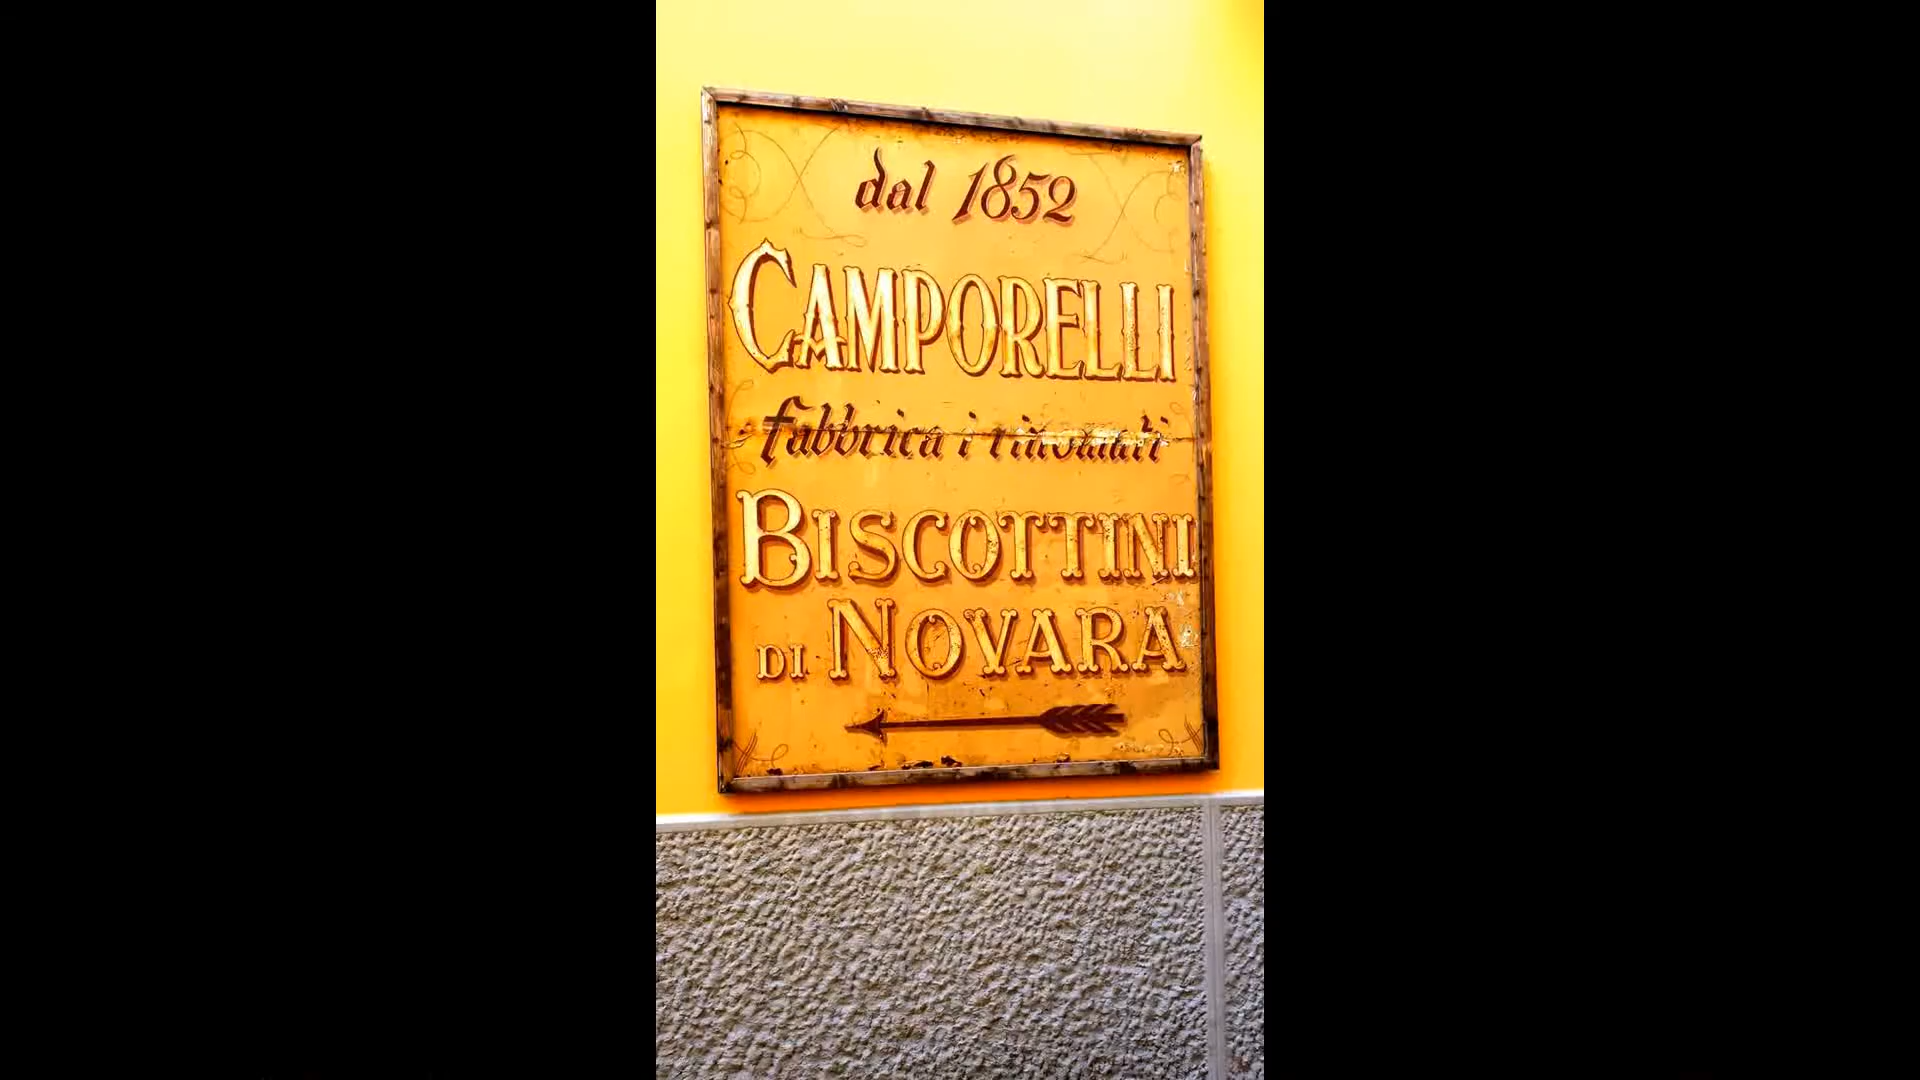 dal 1852
CAMPORELLI
fabbrica i rinomati
BISCOTTINI
DI NOVARA